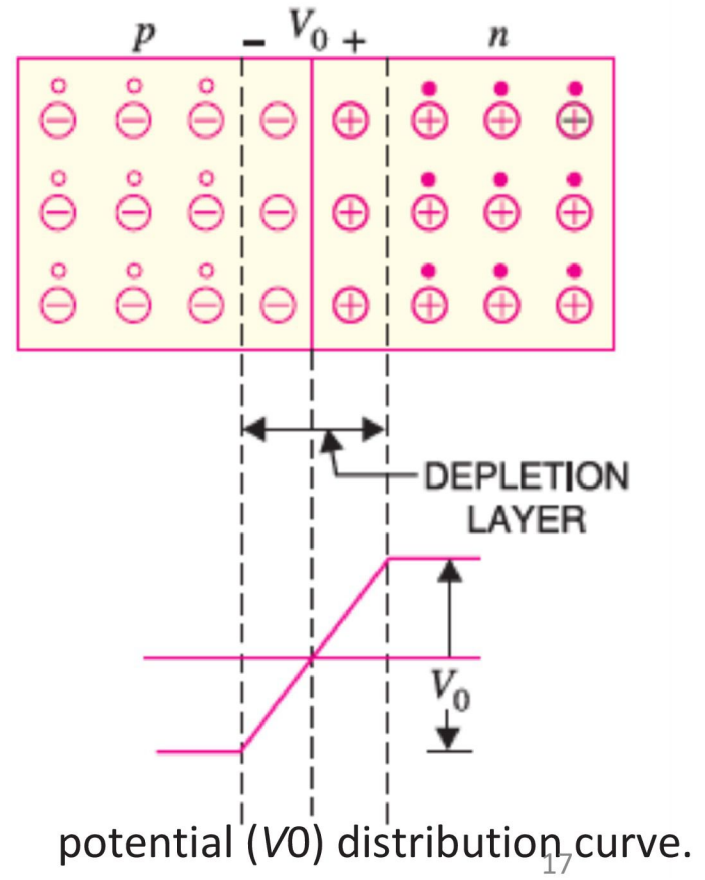 p – V0 + n
DEPLETION
LAYER
V0
potential (V0) distribution curve.
17